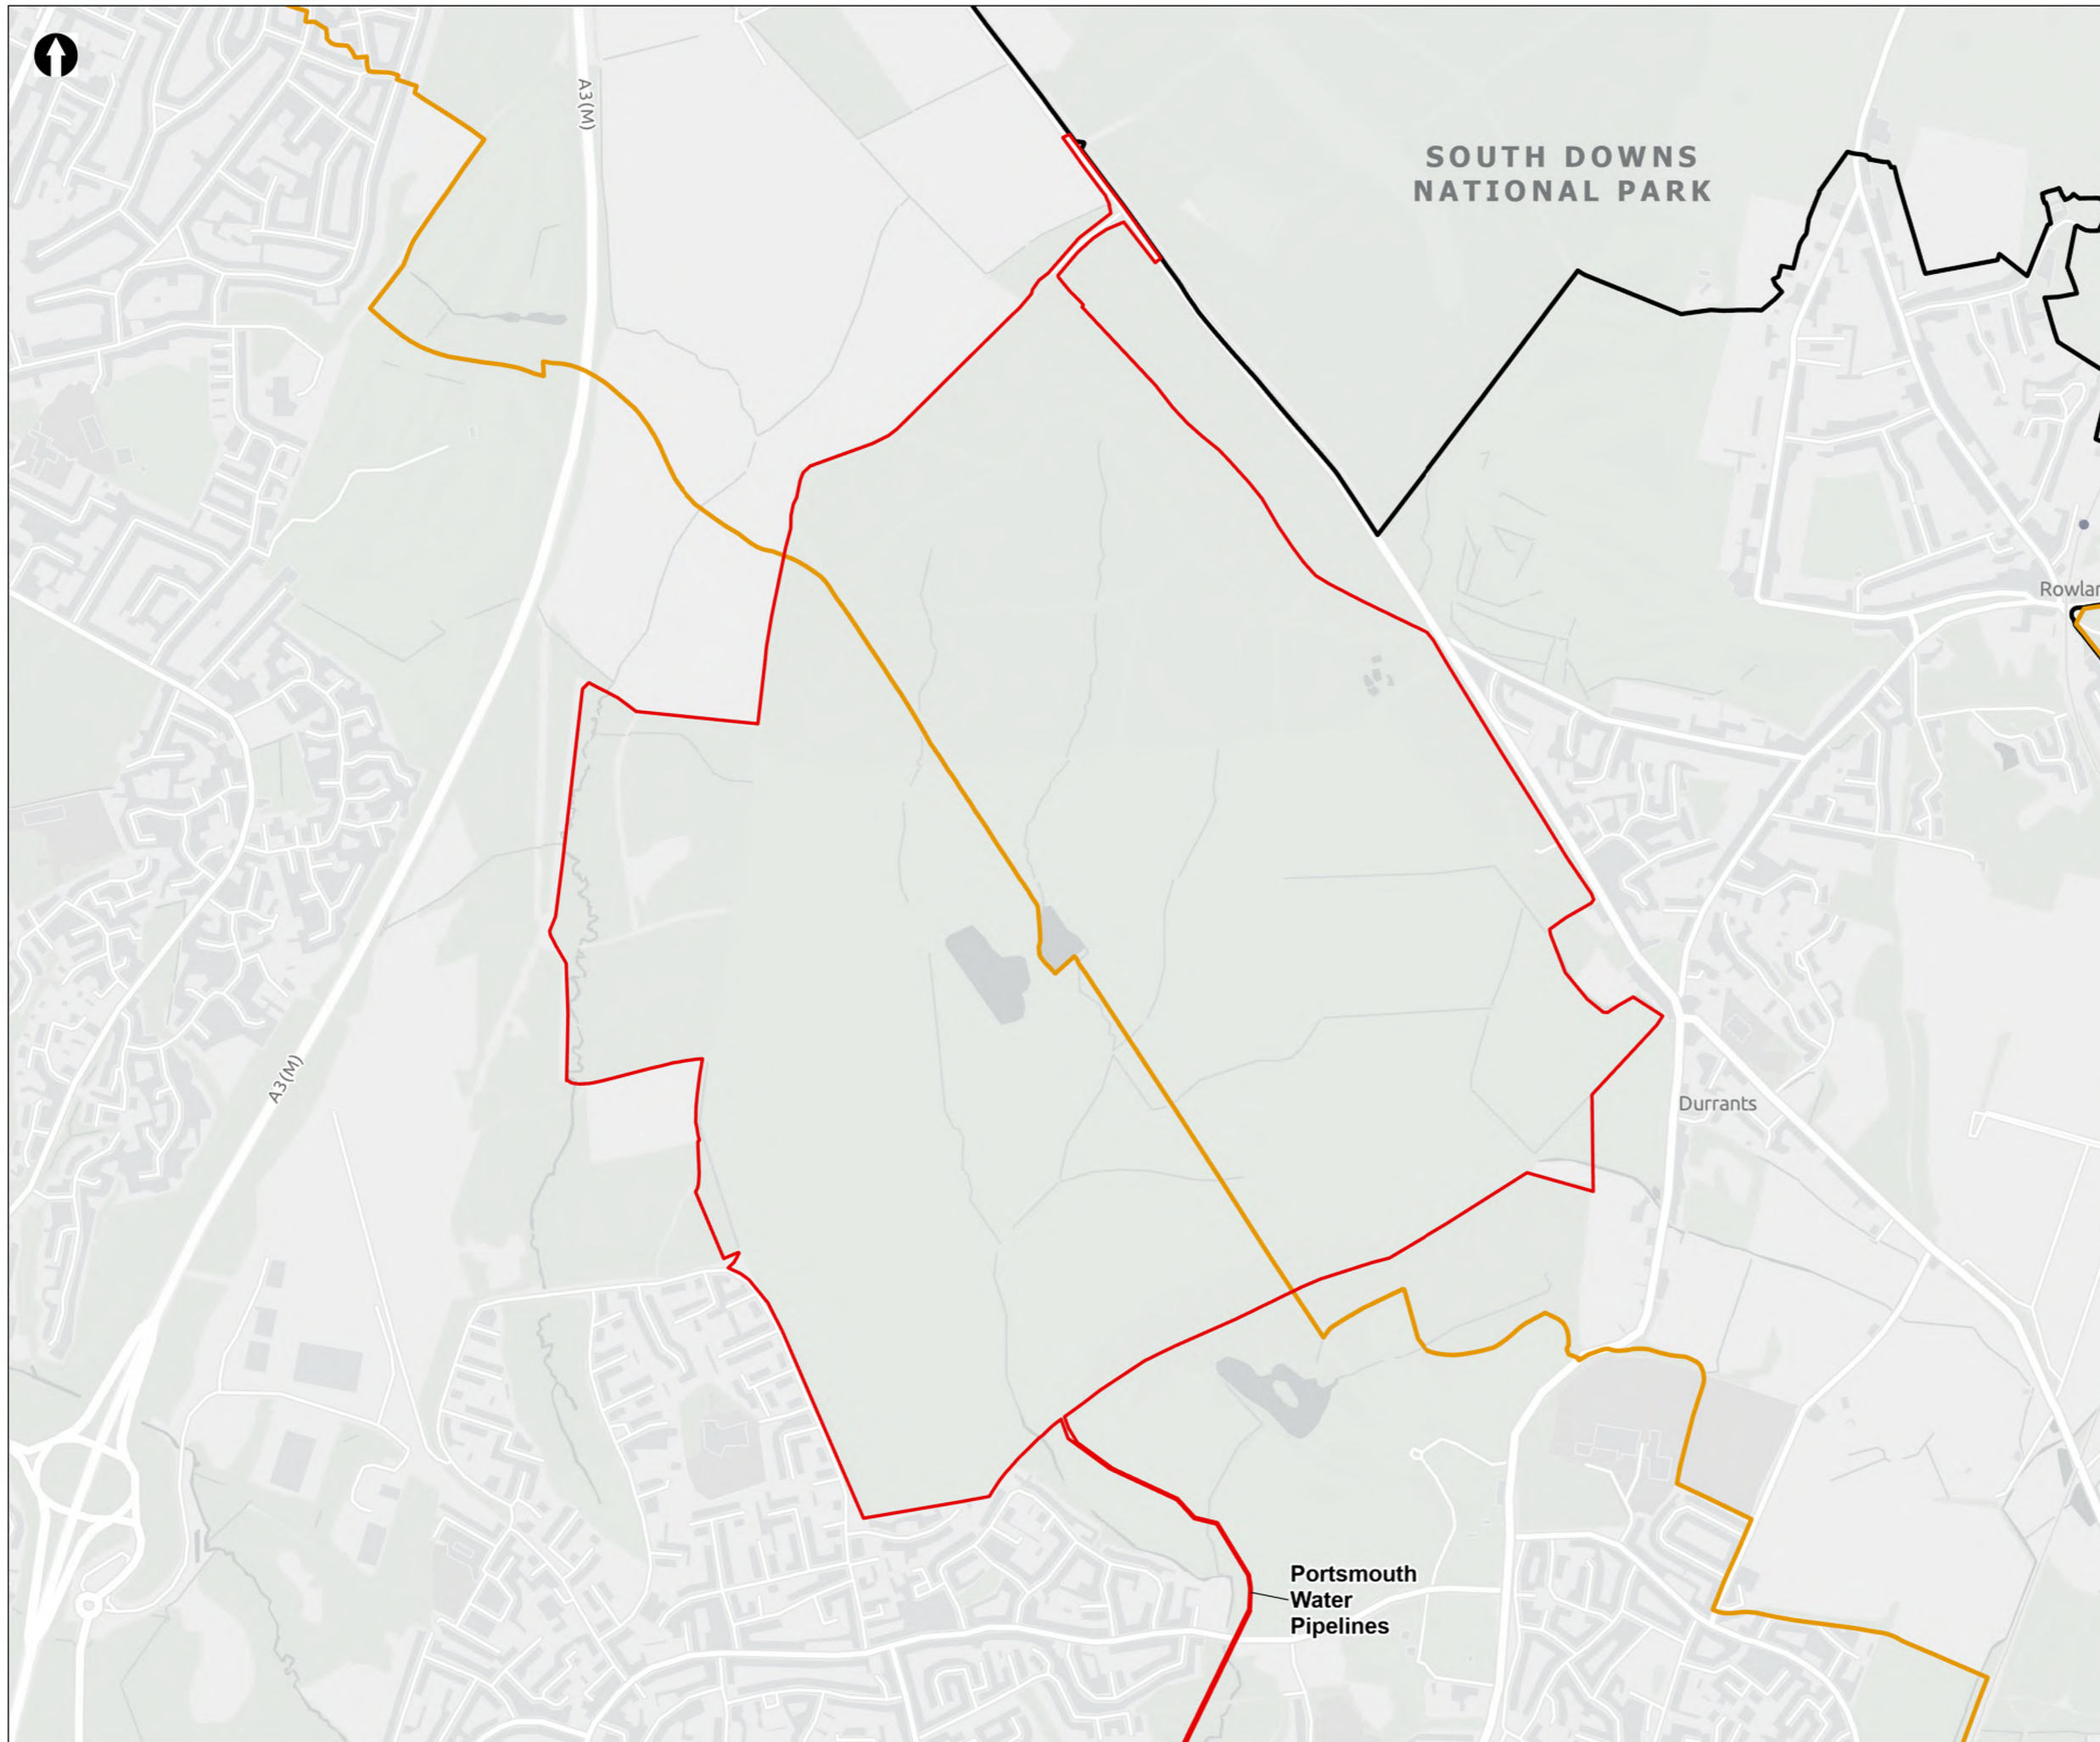 A3(M)
SOUTH DOWNS
NATIONAL PARK
Rowlan
A3(M)
Durrants
Portsmouth
Water
Pipelines